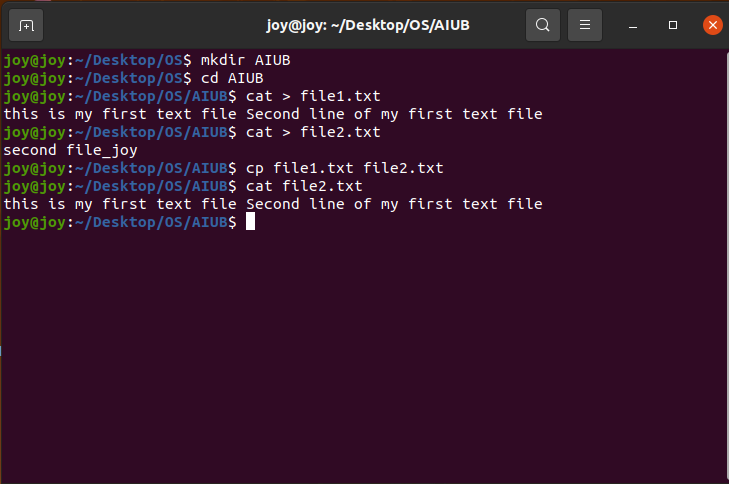 joy@joy: ~/Desktop/OS/AIUB
joy@joy:~/Desktop/OS$ mkdir AIUB
joy@joy:~/Desktop/OS$ cd AIUB
joy@joy:~/Desktop/OS/AIUB$ cat > file1.txt
this is my first text file Second line of my first text file
joy@joy:~/Desktop/OS/AIUB$ cat > file2.txt
second file_joy
joy@joy:~/Desktop/OS/AIUB$ cp file1.txt file2.txt
joy@joy:~/Desktop/OS/AIUB$ cat file2.txt
this is my first text file Second line of my first text file
joy@joy:~/Desktop/OS/AIUB$